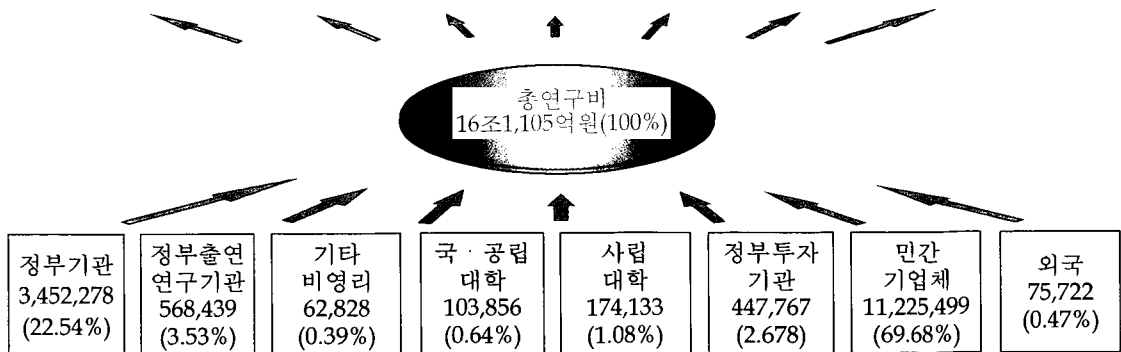 총연구비
16조1,105억원(100%)
정부기관
3,452,278
(22.54%)
정부출연
연구기관
568,439
(3.53%)
기타
비영리
62,828
(0.39%)
국 · 공립
대학
103,856
(0.64%)
사립
대학
174,133
(1.08%)
정부투자
기관
447,767
(2.678)
민간
기업체
11,225,499
(69.68%)
외국
75,722
(0.47%)